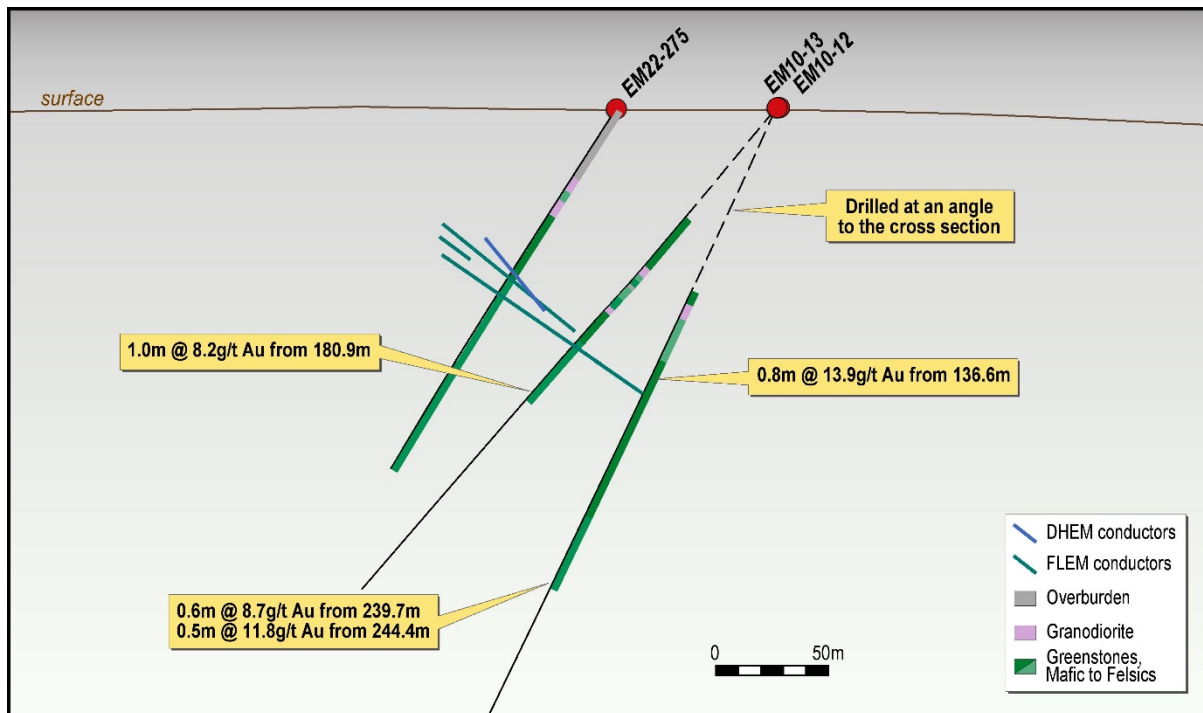 EM22-275
EM10-13
EM10-12
surface
Drilled at an angle
to the cross section
1.0m @ 8.2g/t Au from 180.9m
0.8m @ 13.9g/t Au from 136.6m
0.6m @ 8.7g/t Au from 239.7m
0.5m @ 11.8g/t Au from 244.4m
0 50m
DHEM conductors
FLEM conductors
Overburden
Granodiorite
Greenstones,
Mafic to Felsics